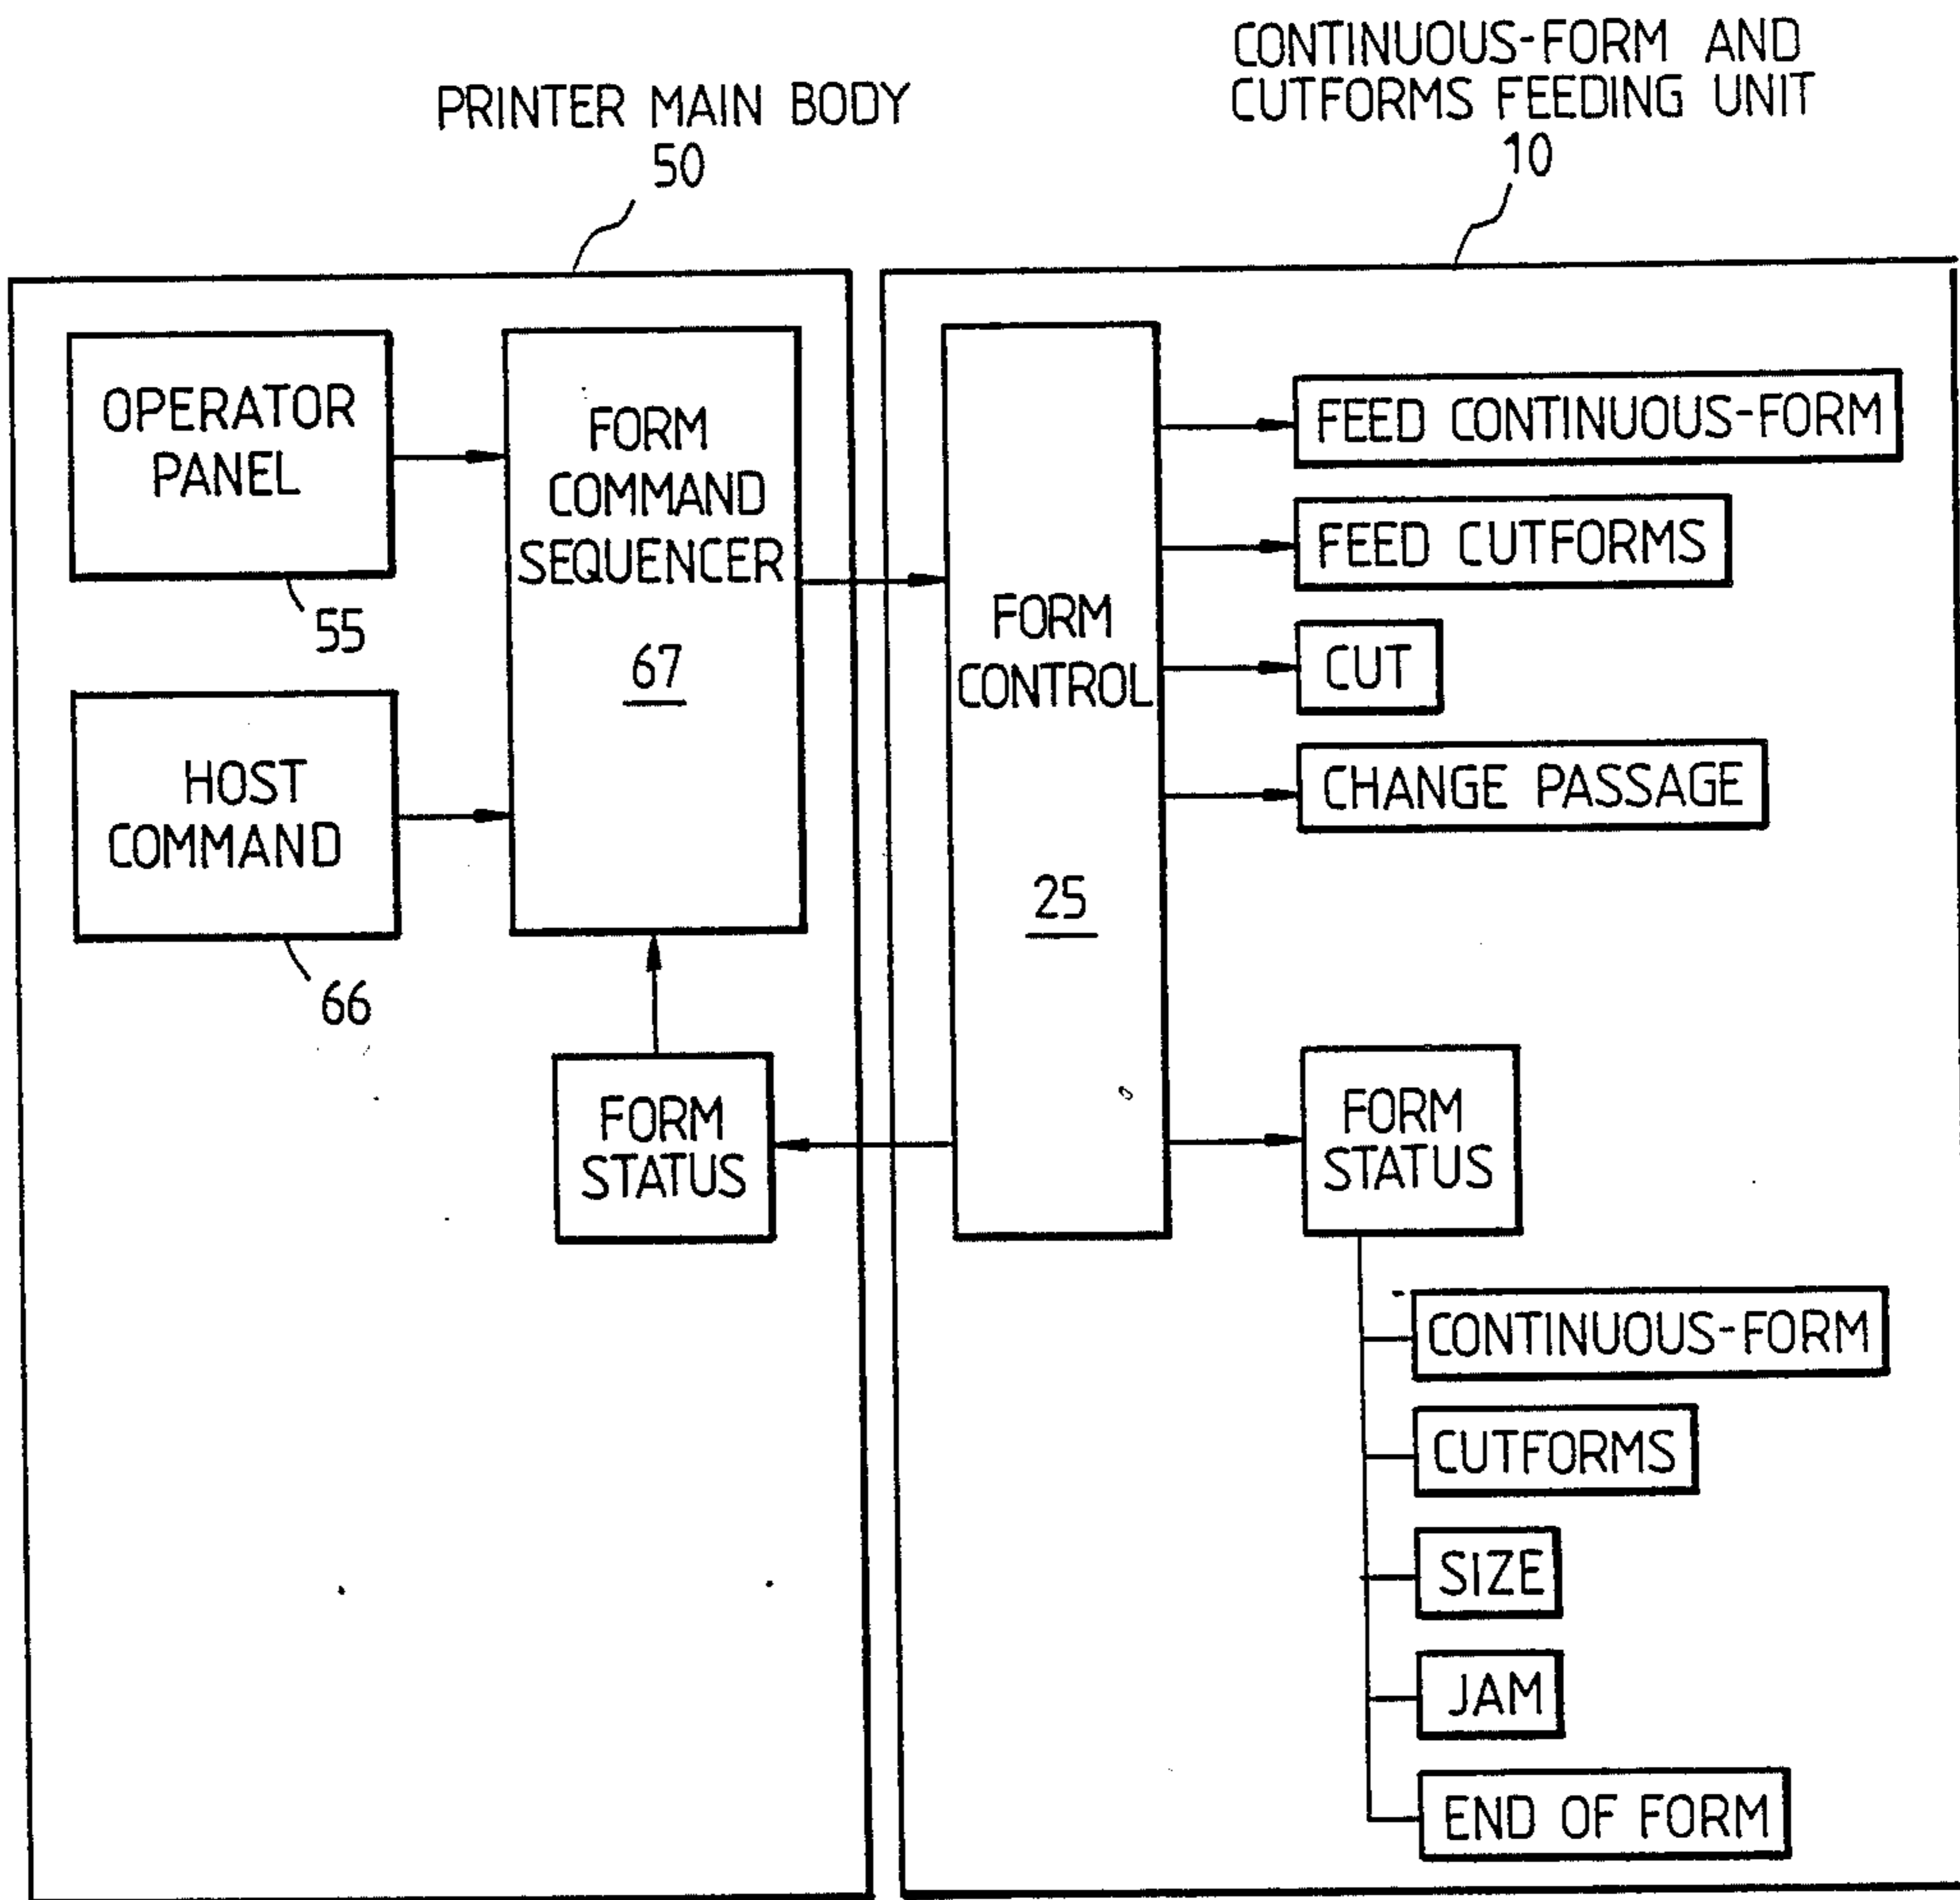 PRINTER MAIN BODY
50
CONTINUOUS-FORM AND
CUTFORMS FEEDING UNIT
10
OPERATOR
PANEL
55
HOST
COMMAND
66
FORM
COMMAND
SEQUENCER
67
FORM
STATUS
FORM
CONTROL
25
FEED CONTINUOUS-FORM
FEED CUTFORMS
CUT
CHANGE PASSAGE
FORM
STATUS
CONTINUOUS-FORM
CUTFORMS
SIZE
JAM
END OF FORM